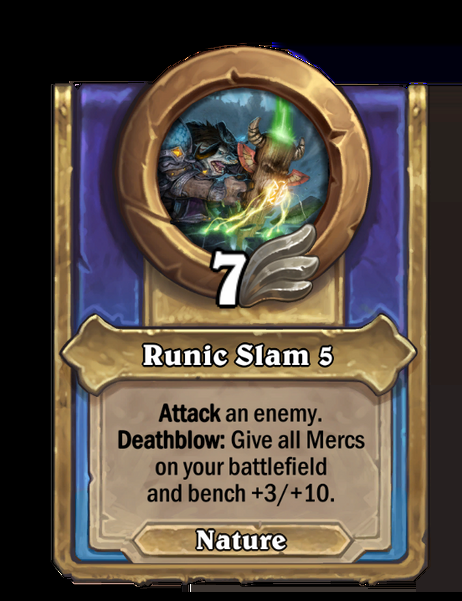 7
Runic Slam 5
Attack an enemy.
Deathblow: Give all Mercs
on your battlefield
and bench +3/+10.
Nature